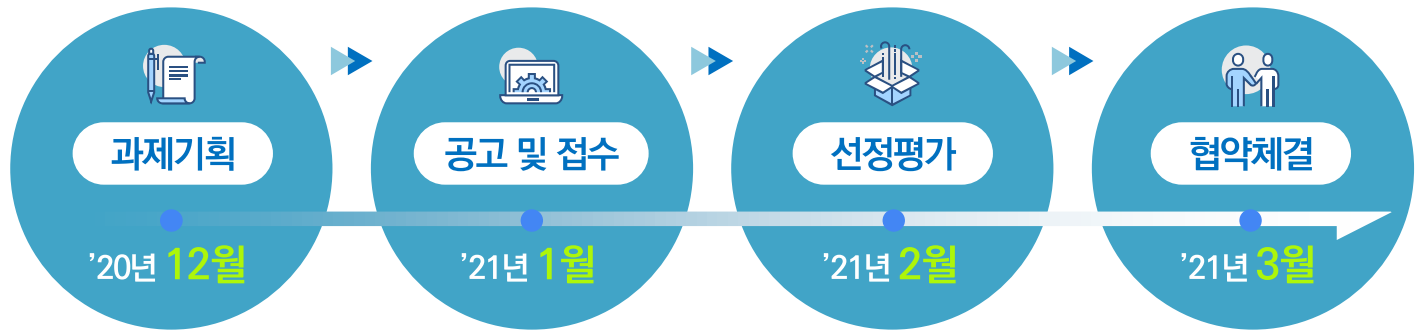 과제기획
공고 및 접수
선정평가
협약체결
’20년 12월
’21년 1월
’21년 2월
’21년 3월